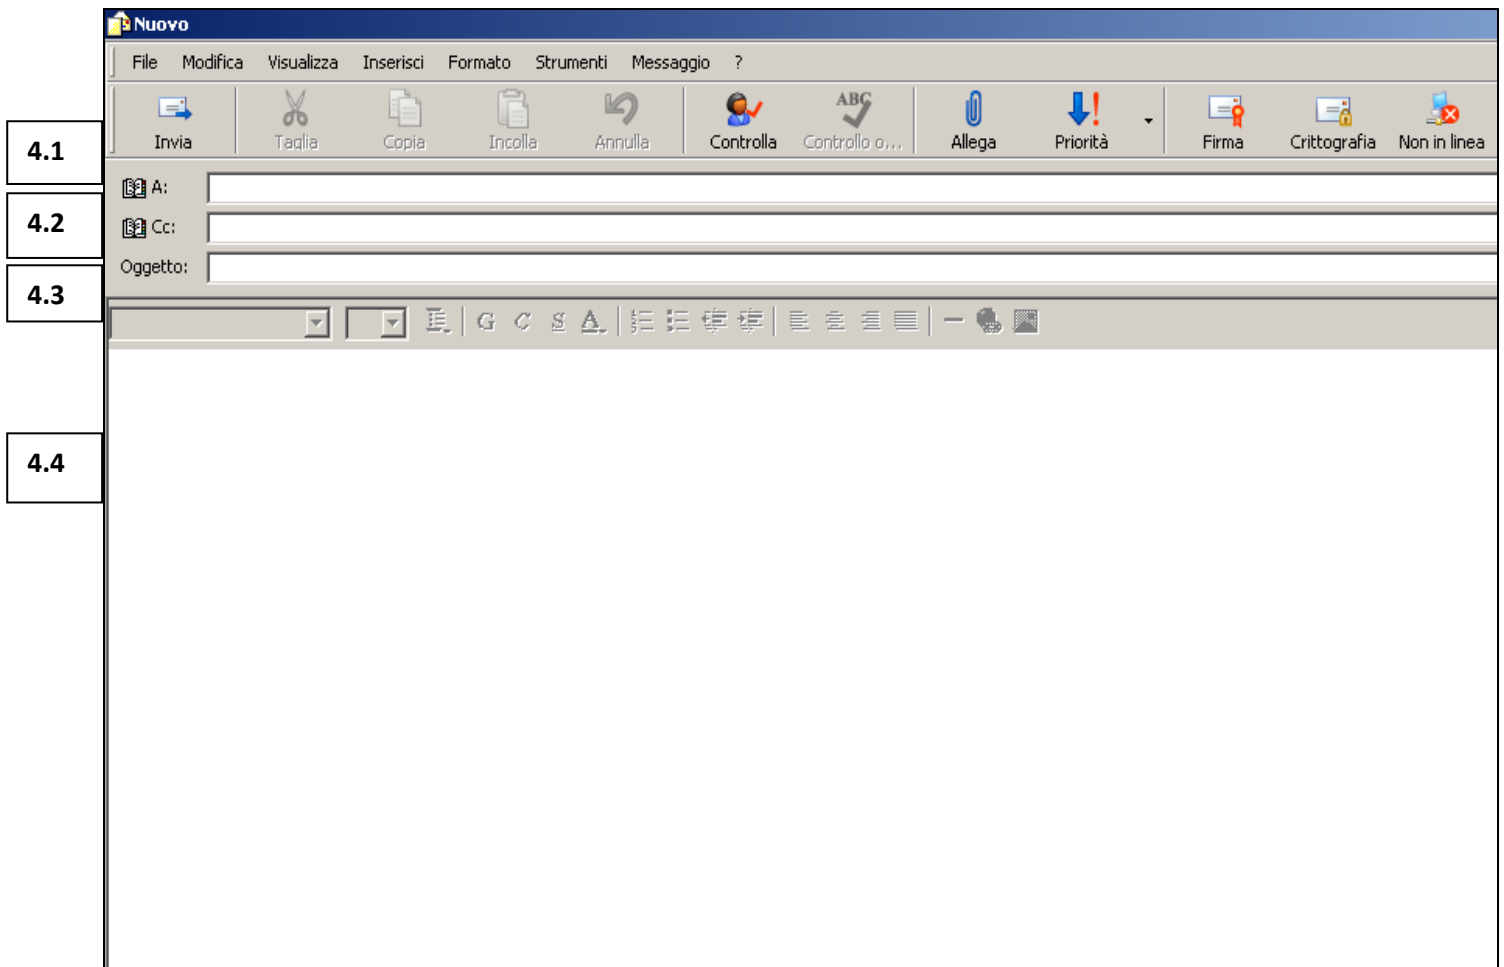 Nuovo
File Modifica Visualizza Inserisci Formato Strumenti Messaggio ?
Invia Taglia Copia Incolla Annulla Controlla Controllo o... Allega Priorità Firma Crittografia Non in linea
4.1
A:
4.2
Cc:
Oggetto:
4.3
G C S A
4.4